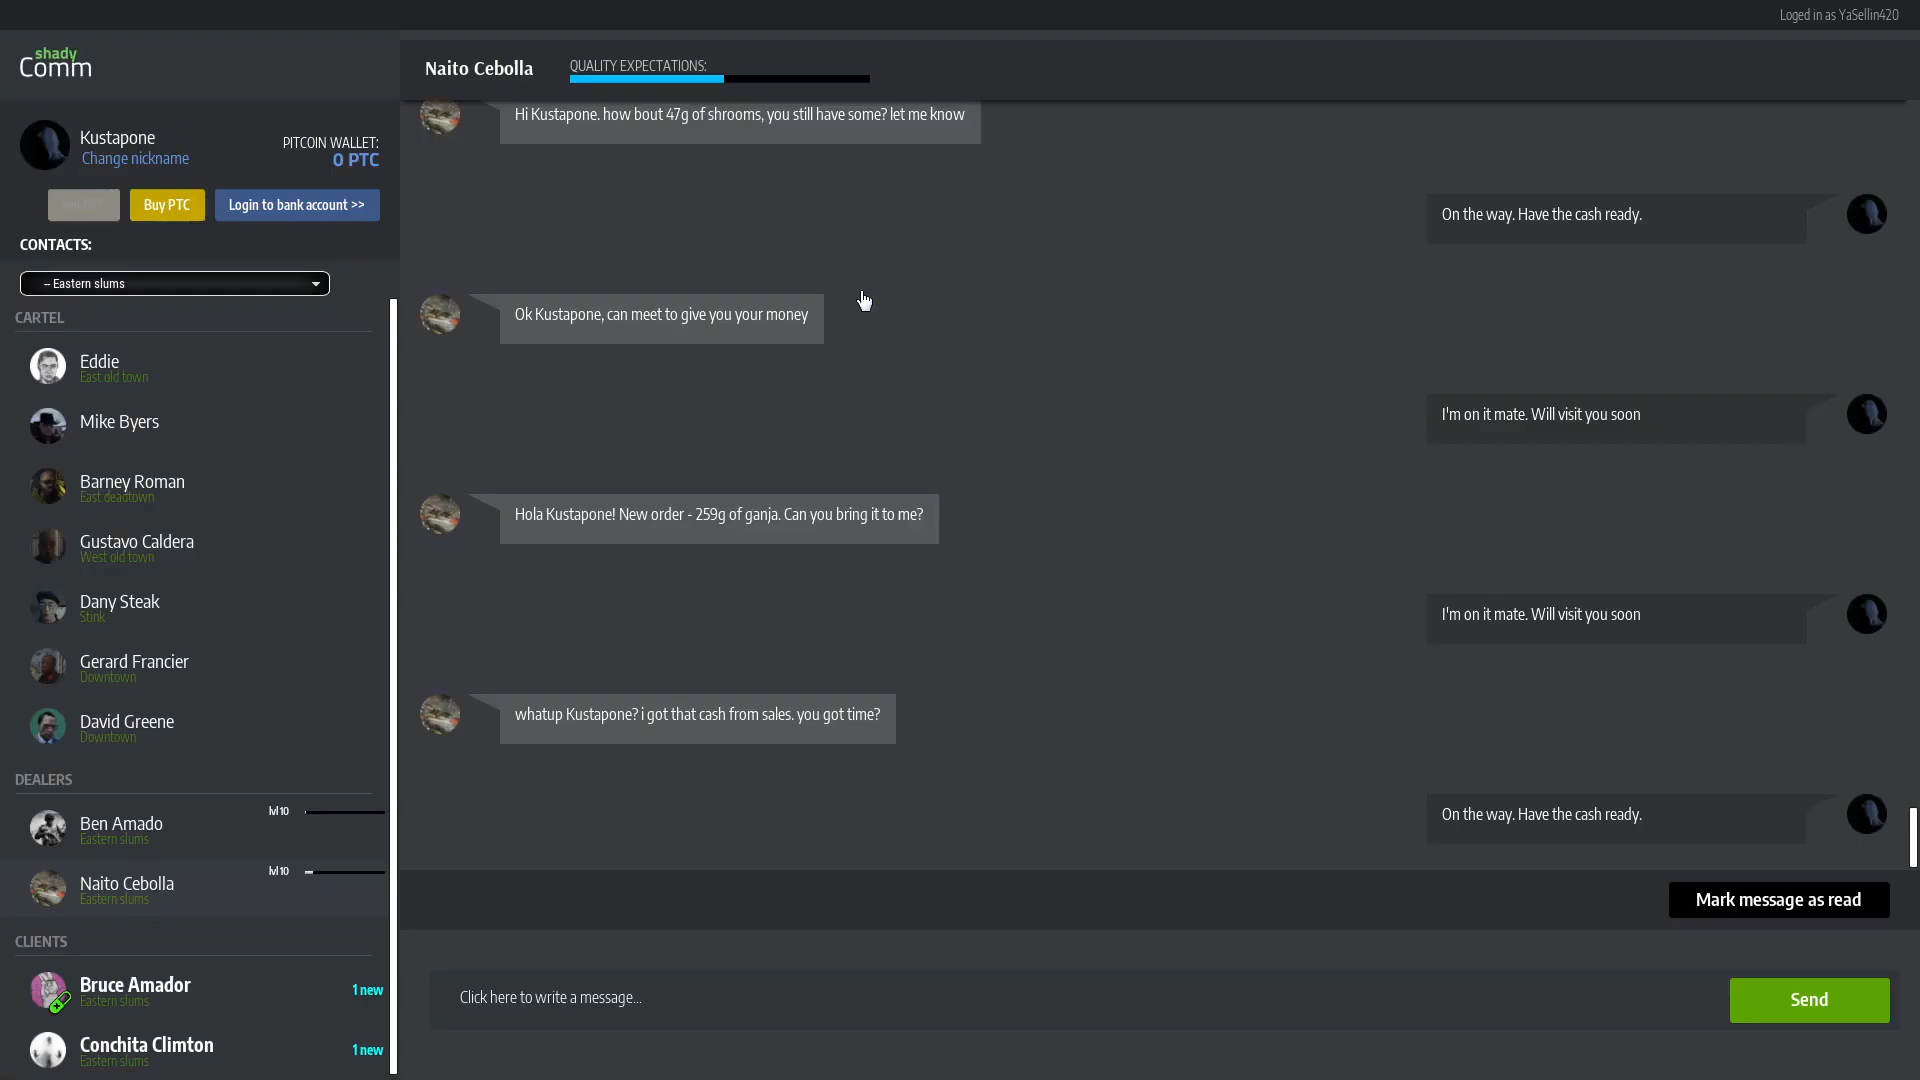 Loged in as YaSellin420
shady
Comm
Kustapone
Change nickname
PITCOIN WALLET:
0 PTC
Buy PTC
Login to bank account >>
CONTACTS:
-- Eastern slums
CARTEL
Eddie
East old town
Mike Byers
Barney Roman
East deadtown
Gustavo Caldera
West old town
Dany Steak
Stink
Gerard Francier
Downtown
David Greene
Downtown
DEALERS
Ben Amado
Eastern slums
lvl 10
Naito Cebolla
Eastern slums
lvl 10
CLIENTS
Bruce Amador
Eastern slums
1 new
Conchita Climton
Eastern slums
1 new
Naito Cebolla
QUALITY EXPECTATIONS:
Hi Kustapone. how bout 47g of shrooms, you still have some? let me know
On the way. Have the cash ready.
Ok Kustapone, can meet to give you your money
I'm on it mate. Will visit you soon
Hola Kustapone! New order - 259g of ganja. Can you bring it to me?
I'm on it mate. Will visit you soon
whatup Kustapone? i got that cash from sales. you got time?
On the way. Have the cash ready.
Mark message as read
Click here to write a message...
Send